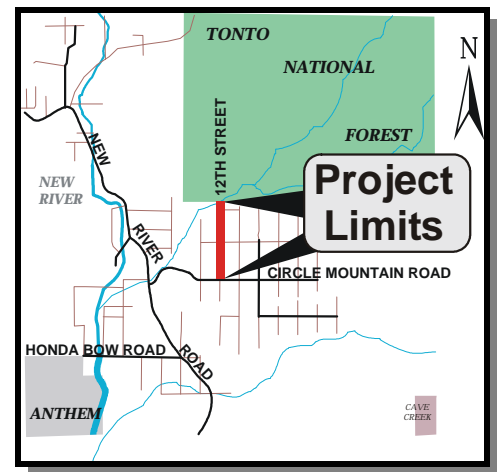 TONTO
NATIONAL
FOREST
N
12TH STREET
NEW
RIVER
ROAD
NEW
RIVER
Project
Limits
CIRCLE MOUNTAIN ROAD
HONDA BOW ROAD
ANTHEM
CAVE
CREEK